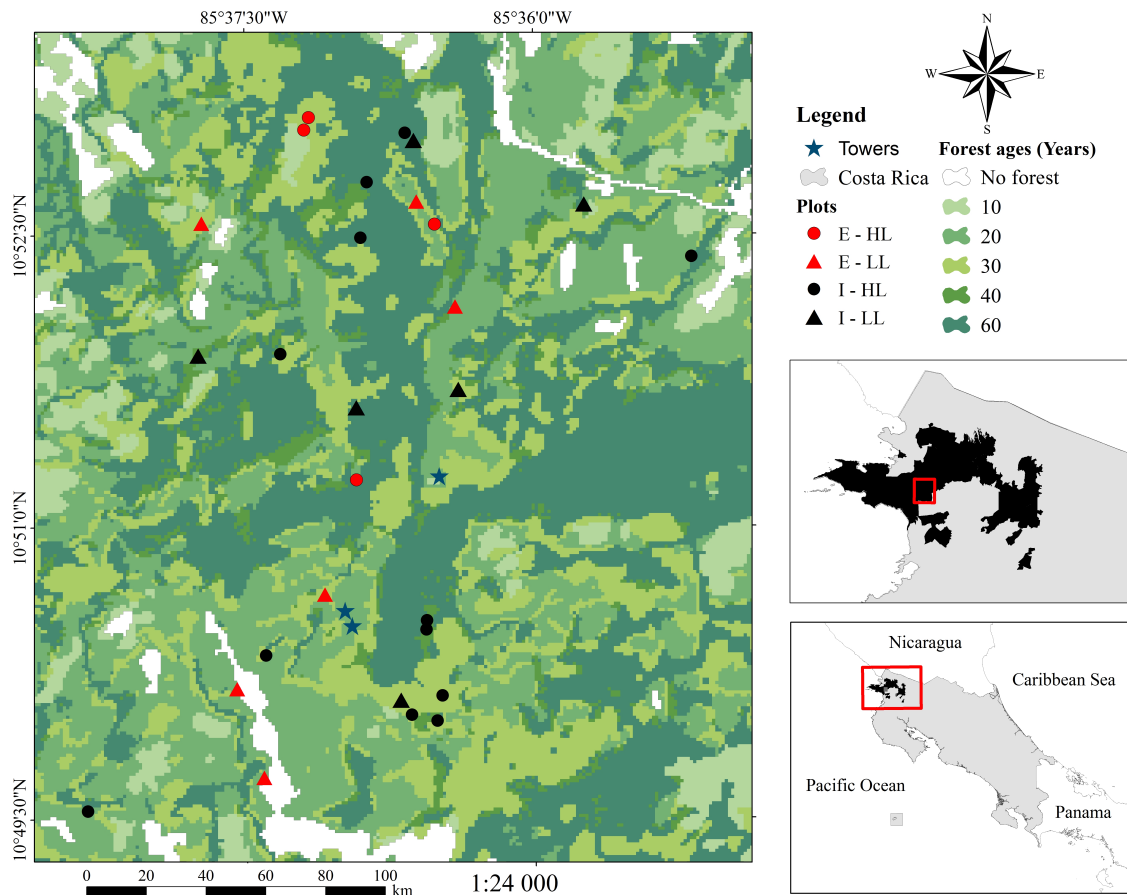 85°37'30"W
85°36'0"W
10°52'30"N
10°51'0"N
10°49'30"N
0
20
40
60
80
100
km
1:24 000
N
W
E
S
Legend
Towers
Costa Rica
Plots
E - HL
E - LL
I - HL
I - LL
Forest ages (Years)
No forest
10
20
30
40
60
Nicaragua
Caribbean Sea
Pacific Ocean
Panama